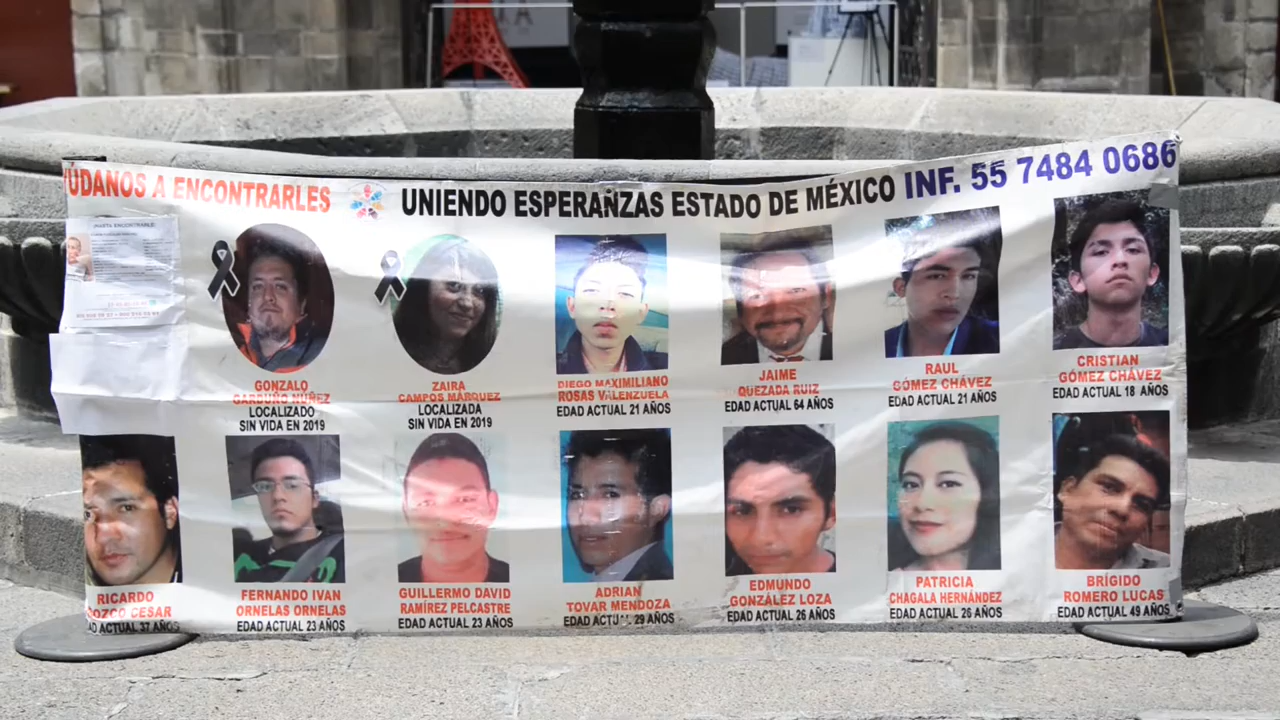 UDANOS A ENCONTRARLES
UNIENDO ESPERANZAS ESTADO DE MÉXICO
INF. 55 7484 0686
GONZALO
GARDUÑO NUÑEZ
LOCALIZADO
SIN VIDA EN 2019
ZAIRA
CAMPOS MÁRQUEZ
LOCALIZADA
SIN VIDA EN 2019
DIEGO MAXIMILIANO
ROSAS VALENZUELA
EDAD ACTUAL 21 AÑOS
JAIME
QUEZADA RUIZ
EDAD ACTUAL 64 AÑOS
RAUL
GÓMEZ CHÁVEZ
EDAD ACTUAL 21 AÑOS
CRISTIAN
GÓMEZ CHÁVEZ
EDAD ACTUAL 18 AÑOS
RICARDO
OZCO CESAR
EDAD ACTUAL 37 AÑOS
FERNANDO IVAN
ORNELAS ORNELAS
EDAD ACTUAL 23 AÑOS
GUILLERMO DAVID
RAMÍREZ PELCASTRE
EDAD ACTUAL 23 AÑOS
ADRIAN
TOVAR MENDOZA
EDAD ACTUAL 29 AÑOS
EDMUNDO
GONZÁLEZ LOZA
EDAD ACTUAL 26 AÑOS
PATRICIA
CHAGALA HERNÁNDEZ
EDAD ACTUAL 26 AÑOS
BRÍGIDO
ROMERO LUCAS
EDAD ACTUAL 49 AÑOS